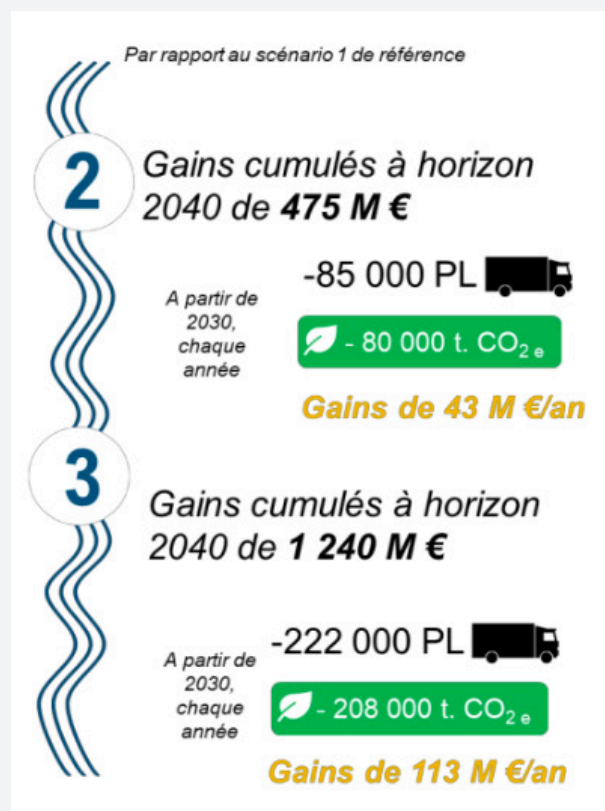 Par rapport au scénario 1 de référence
2
Gains cumulés à horizon
2040 de 475 M €
-85 000 PL
A partir de
2030,
chaque
année
- 80 000 t. CO2 e
Gains de 43 M €/an
3
Gains cumulés à horizon
2040 de 1 240 M €
-222 000 PL
A partir de
2030,
chaque
année
- 208 000 t. CO2 e
Gains de 113 M €/an